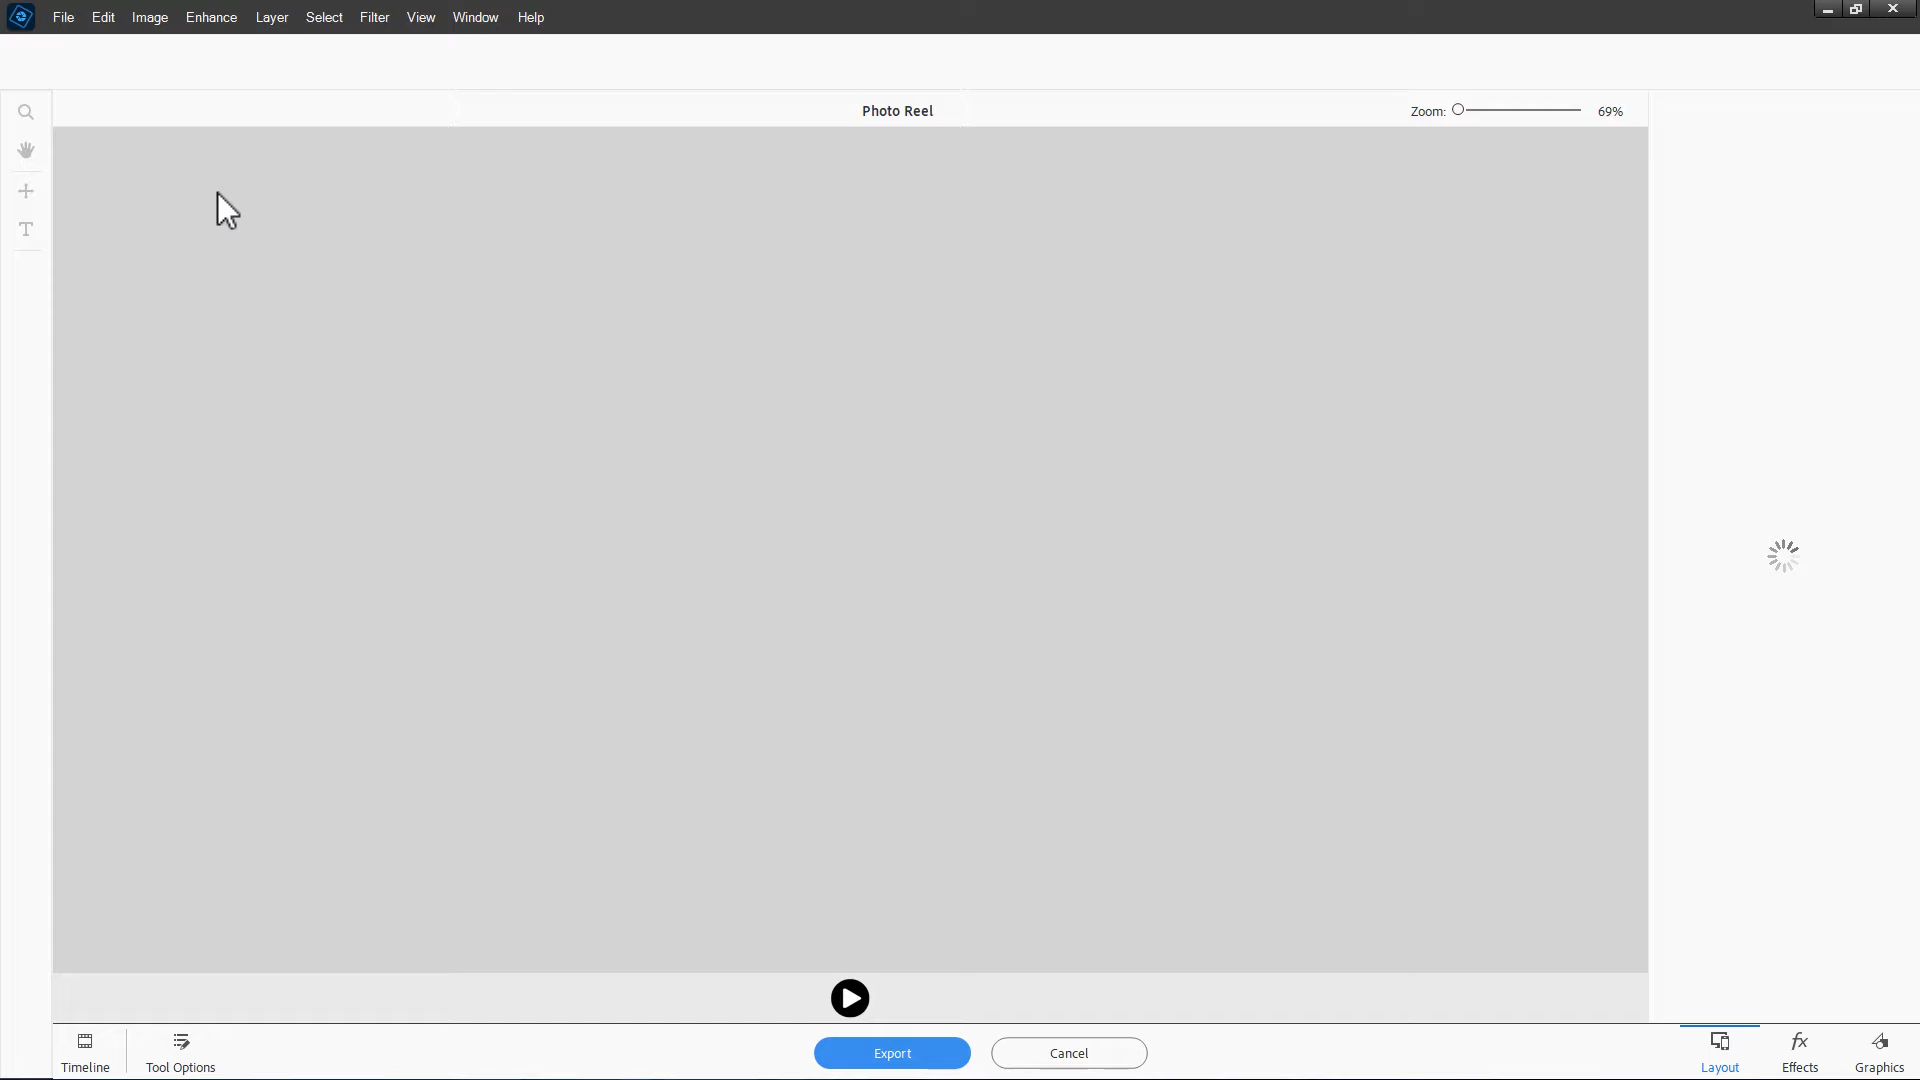 File Edit Image Enhance Layer Select Filter View Window Help
Photo Reel
Zoom: 69%
T
Timeline Tool Options Export Cancel fx Layout Effects Graphics